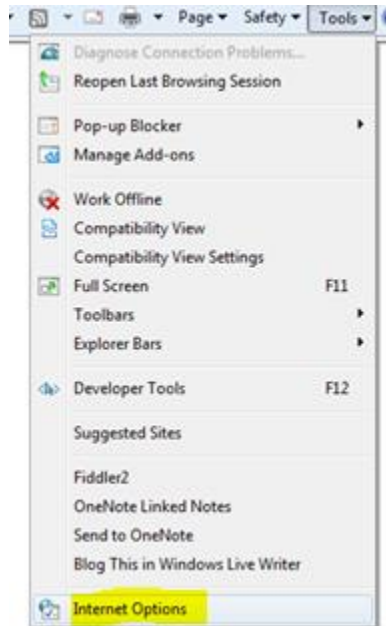 Page Safety Tools
Diagnose Connection Problems...
Reopen Last Browsing Session
Pop-up Blocker
Manage Add-ons
Work Offline
Compatibility View
Compatibility View Settings
Full Screen F11
Toolbars
Explorer Bars
Developer Tools F12
Suggested Sites
Fiddler2
OneNote Linked Notes
Send to OneNote
Blog This in Windows Live Writer
Internet Options